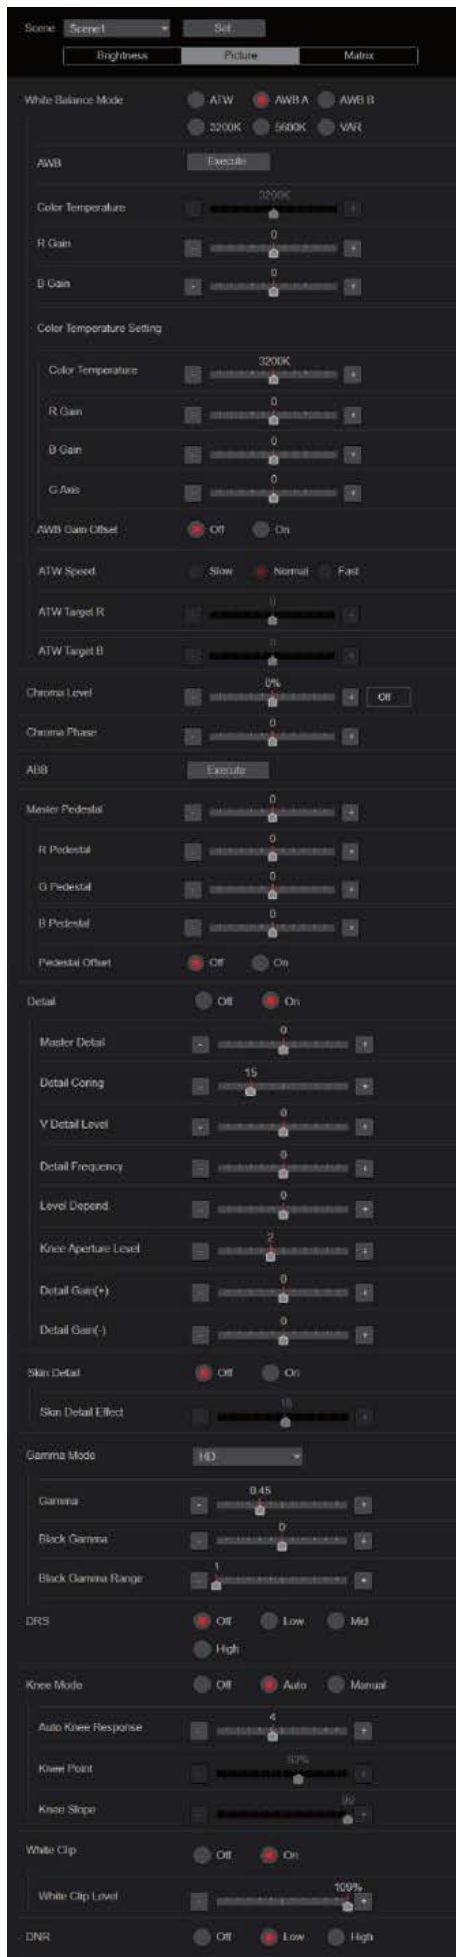 Scene Scene1 Set
Brightness Picture Matrix
White Balance Mode ATW AWB A AWB B
3200K 5600K VAR
AWB Execute
3200K
Color Temperature - +
0
R Gain - +
0
B Gain - +
Color Temperature Setting
3200K
Color Temperature - +
0
R Gain - +
0
B Gain - +
0
G Axis - +
AWB Gain Offset Off On
ATW Speed Slow Normal Fast
0
ATW Target R - +
0
ATW Target B - +
0%
Chroma Level - + Off
0
Chroma Phase - +
ABB Execute
0
Master Pedestal - +
0
R Pedestal - +
0
G Pedestal - +
0
B Pedestal - +
Pedestal Offset Off On
Detail Off On
0
Master Detail - +
15
Detail Coring - +
0
V Detail Level - +
0
Detail Frequency - +
0
Level Depend - +
2
Knee Aperture Level - +
0
Detail Gain(+) - +
0
Detail Gain(-) - +
Skin Detail Off On
16
Skin Detail Effect - +
Gamma Mode HD
0.45
Gamma - +
0
Black Gamma - +
1
Black Gamma Range - +
DRS Off Low Mid
High
Knee Mode Off Auto Manual
4
Auto Knee Response - +
93%
Knee Point - +
99
Knee Slope - +
White Clip Off On
109%
White Clip Level - +
DNR Off Low High